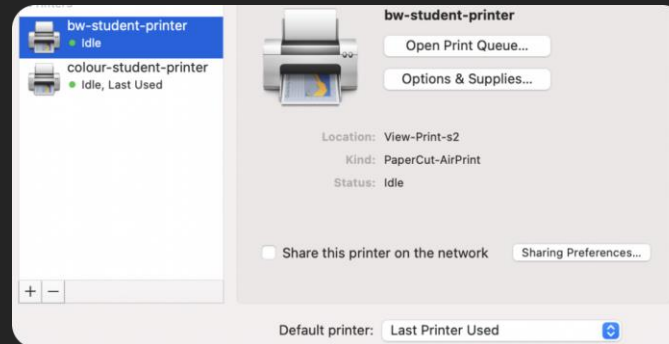 bw-student-printer
Idle
colour-student-printer
Idle, Last Used
+ −
bw-student-printer
Open Print Queue...
Options & Supplies...
Location: View-Print-s2
Kind: PaperCut-AirPrint
Status: Idle
Share this printer on the network
Sharing Preferences...
Default printer: Last Printer Used